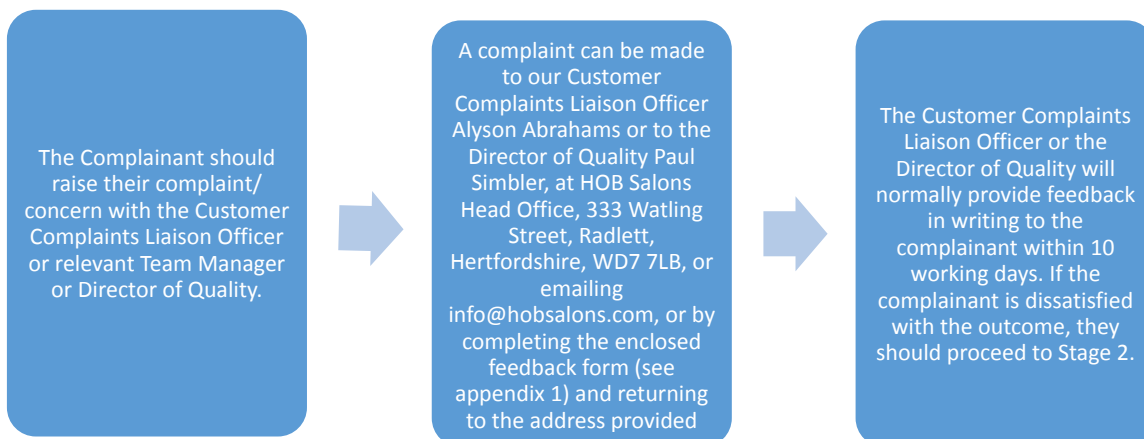 The Complainant should
raise their complaint/
concern with the Customer
Complaints Liaison Officer
or relevant Team Manager
or Director of Quality.
A complaint can be made
to our Customer
Complaints Liaison Officer
Alyson Abrahams or to the
Director of Quality Paul
Simbler, at HOB Salons
Head Office, 333 Watling
Street, Radlett,
Hertfordshire, WD7 7LB, or
emailing
info@hobsalons.com, or by
completing the enclosed
feedback form (see
appendix 1) and returning
to the address provided
The Customer Complaints
Liaison Officer or the
Director of Quality will
normally provide feedback
in writing to the
complainant within 10
working days. If the
complainant is dissatisfied
with the outcome, they
should proceed to Stage 2.